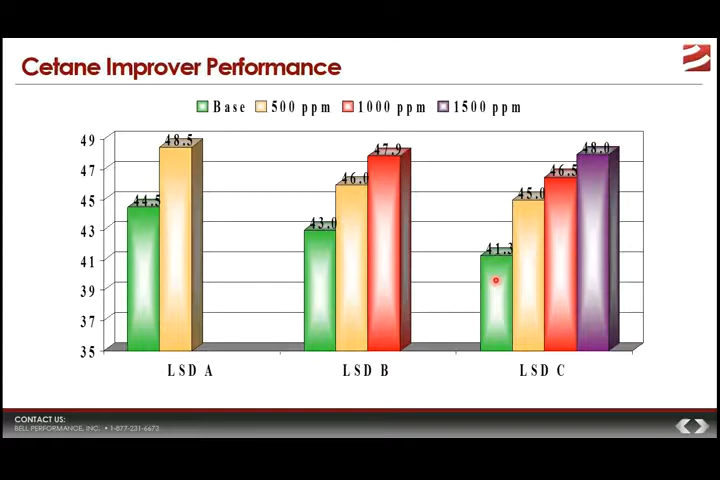 Cetane Improver Performance
Base 500 ppm 1000 ppm 1500 ppm
49
47
45
43
41
39
37
35
44.5 48.5
43.0 46.0 47.9
41.3 45.0 46.5 48.0
LSD A LSD B LSD C
CONTACT US:
BELL PERFORMANCE, INC. • 1-877-231-6673